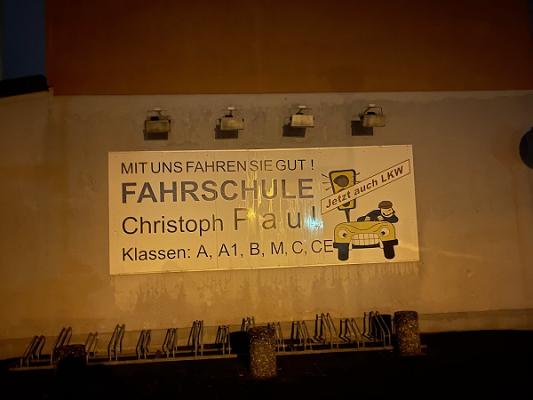 MIT UNS FAHREN SIE GUT !
FAHRSCHULE
Christoph Paul
Klassen: A, A1, B, M, C, CE
Jetzt auch LKW